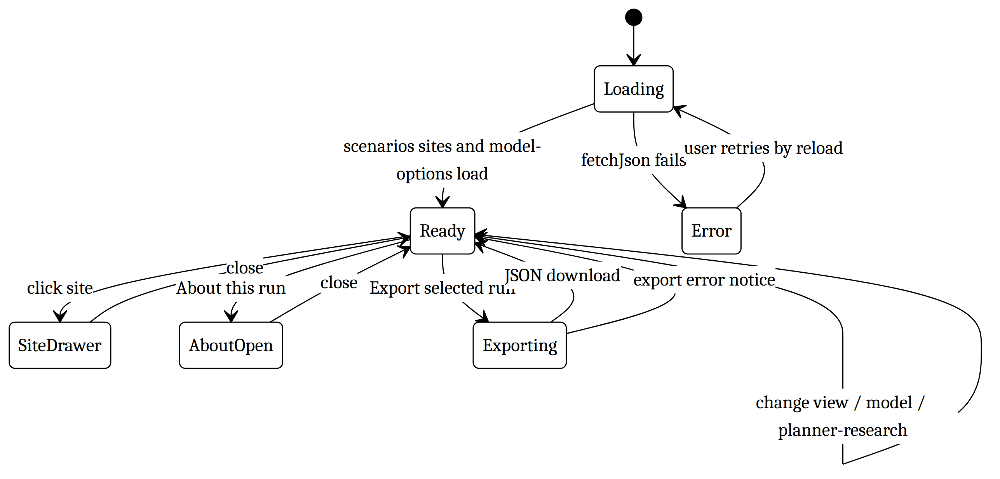 Loading
scenarios sites and model-
options load
fetchJson fails
user retries by reload
Ready
Error
close
click site
About this run
close
Export selected run
JSON download
export error notice
SiteDrawer
AboutOpen
Exporting
change view / model /
planner-research